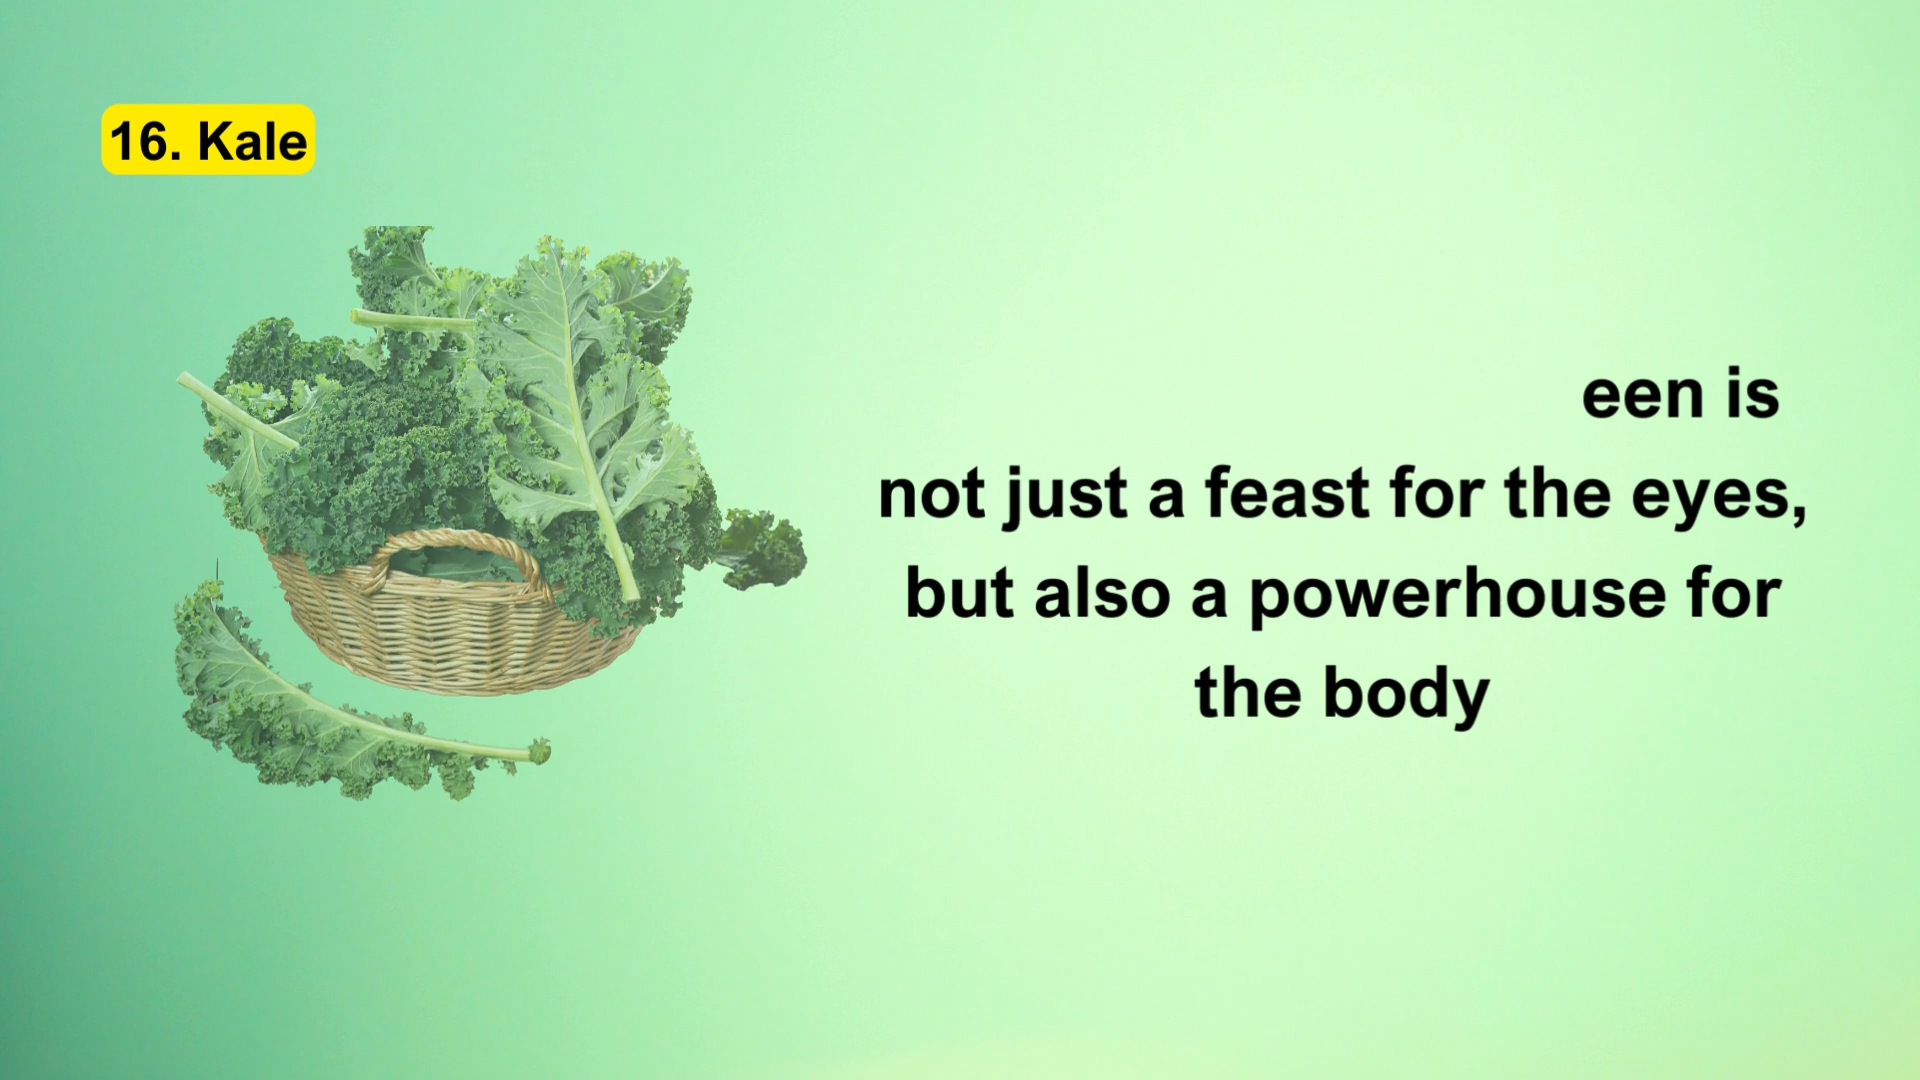 16. Kale
een is
not just a feast for the eyes,
but also a powerhouse for
the body